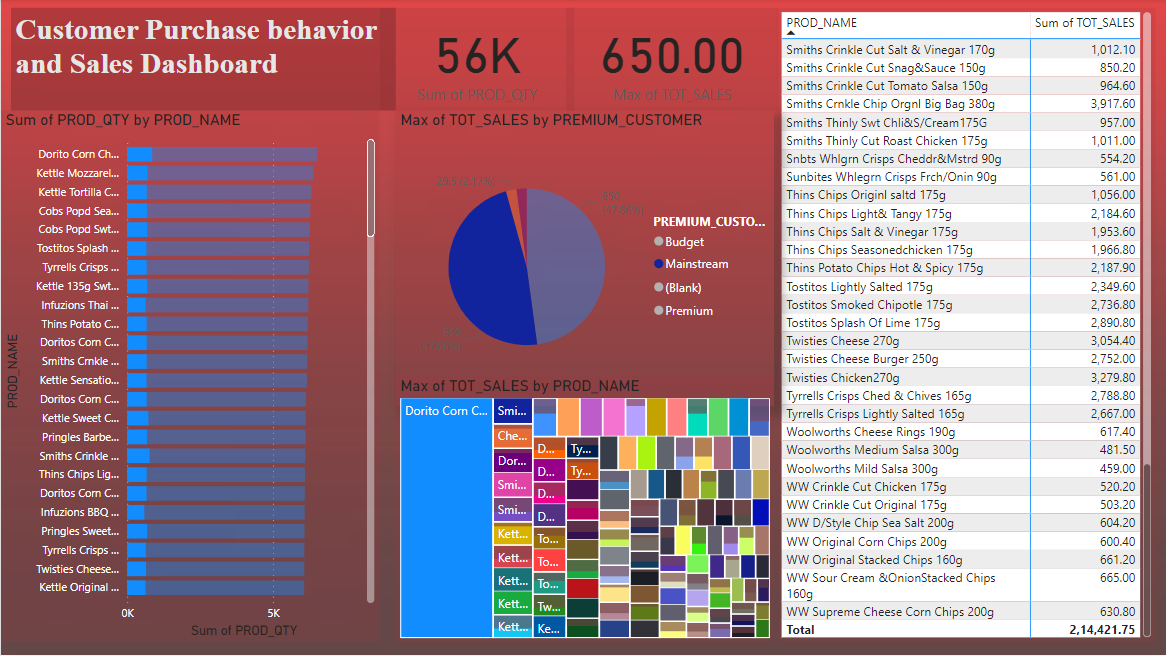 Customer Purchase behavior
and Sales Dashboard
56K
Sum of PROD_QTY
650.00
Max of TOT_SALES
Sum of PROD_QTY by PROD_NAME
PROD_NAME
Dorito Corn Ch...
Kettle Mozzarel...
Kettle Tortilla C...
Cobs Popd Sea...
Cobs Popd Swt...
Tostitos Splash ...
Tyrrells Crisps ...
Kettle 135g Swt...
Infuzions Thai ...
Thins Potato C...
Doritos Corn C...
Smiths Crnkle ...
Kettle Sensatio...
Doritos Corn C...
Kettle Sweet C...
Pringles Barbe...
Smiths Crinkle ...
Thins Chips Lig...
Doritos Corn C...
Infuzions BBQ ...
Pringles Sweet...
Tyrrells Crisps ...
Twisties Cheese...
Kettle Original ...
0K 5K
Sum of PROD_QTY
Max of TOT_SALES by PREMIUM_CUSTOMER
650
PREMIUM_CUSTO...
Budget
Mainstream
(Blank)
Premium
Max of TOT_SALES by PROD_NAME
Dorito Corn C...
Smi...
Che...
Dor...
Smi...
Smi...
Kett...
Kett...
Kett...
Kett...
Kett...
D...
D...
D...
D...
To...
To...
To...
Tw...
Ke...
Ty...
Ty...
PROD_NAME Sum of TOT_SALES
Smiths Crinkle Cut Salt & Vinegar 170g 1,012.10
Smiths Crinkle Cut Snag&Sauce 150g 850.20
Smiths Crinkle Cut Tomato Salsa 150g 964.60
Smiths Crnkle Chip Orgnl Big Bag 380g 3,917.60
Smiths Thinly Swt Chli&S/Cream175G 957.00
Smiths Thinly Cut Roast Chicken 175g 1,011.00
Snbts Whlgrn Crisps Cheddr&Mstrd 90g 554.20
Sunbites Whlegrn Crisps Frch/Onin 90g 561.00
Thins Chips Originl saltd 175g 1,056.00
Thins Chips Light& Tangy 175g 2,184.60
Thins Chips Salt & Vinegar 175g 1,953.60
Thins Chips Seasonedchicken 175g 1,966.80
Thins Potato Chips Hot & Spicy 175g 2,187.90
Tostitos Lightly Salted 175g 2,349.60
Tostitos Smoked Chipotle 175g 2,736.80
Tostitos Splash Of Lime 175g 2,890.80
Twisties Cheese 270g 3,054.40
Twisties Cheese Burger 250g 2,752.00
Twisties Chicken270g 3,279.80
Tyrrells Crisps Ched & Chives 165g 2,788.80
Tyrrells Crisps Lightly Salted 165g 2,667.00
Woolworths Cheese Rings 190g 617.40
Woolworths Medium Salsa 300g 481.50
Woolworths Mild Salsa 300g 459.00
WW Crinkle Cut Chicken 175g 520.20
WW Crinkle Cut Original 175g 503.20
WW D/Style Chip Sea Salt 200g 604.20
WW Original Corn Chips 200g 600.40
WW Original Stacked Chips 160g 661.20
WW Sour Cream &OnionStacked Chips 665.00
160g
WW Supreme Cheese Corn Chips 200g 630.80
Total 2,14,421.75